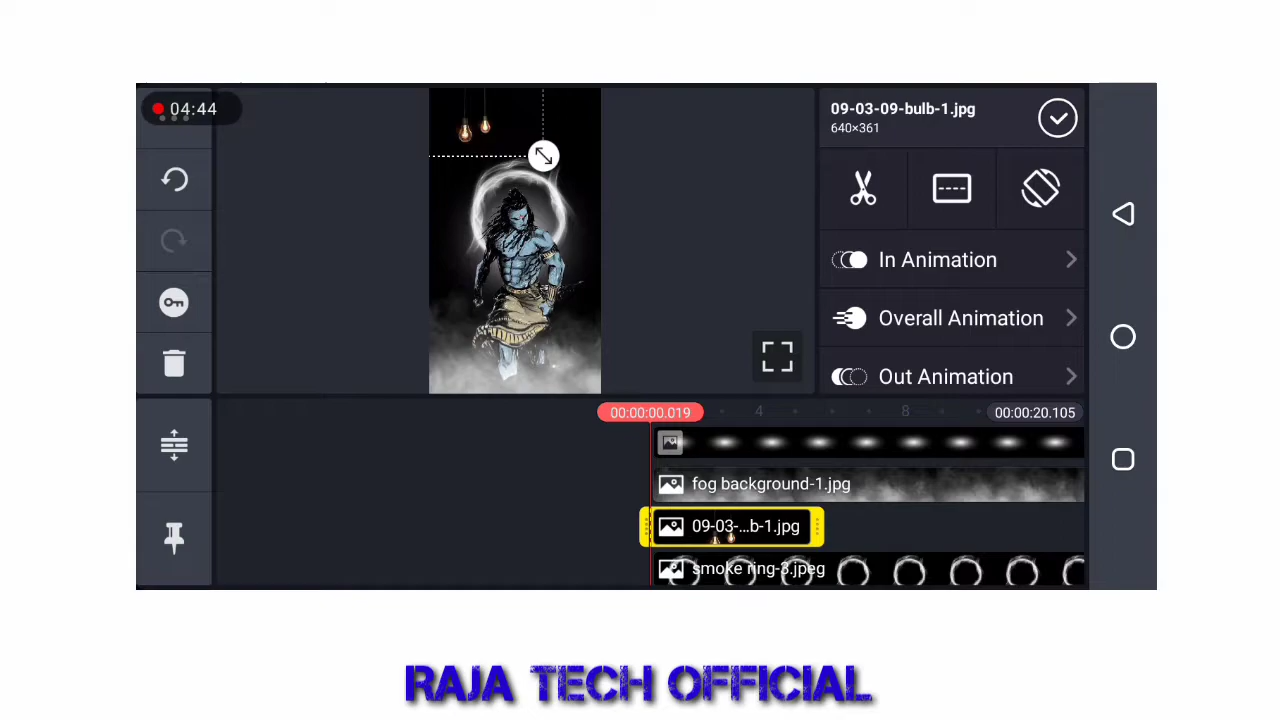 04:44
09-03-09-bulb-1.jpg
640×361
In Animation
Overall Animation
Out Animation
00:00:00.019
4
8
00:00:20.105
fog background-1.jpg
09-03-...b-1.jpg
smoke ring-3.jpeg
RAJA TECH OFFICIAL